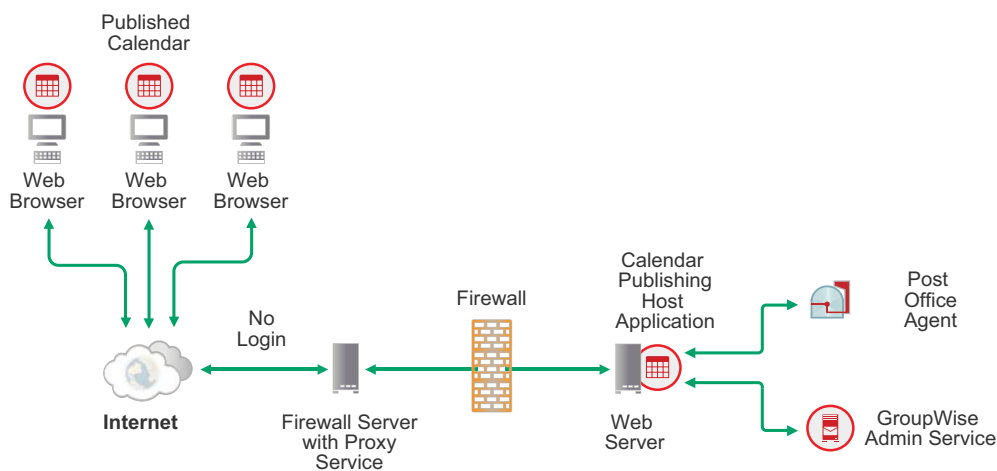 Published
Calendar
Web
Browser
Web
Browser
Web
Browser
No
Login
Internet
Firewall Server
with Proxy
Service
Firewall
Calendar
Publishing
Host
Application
Web
Server
Post
Office
Agent
GroupWise
Admin Service